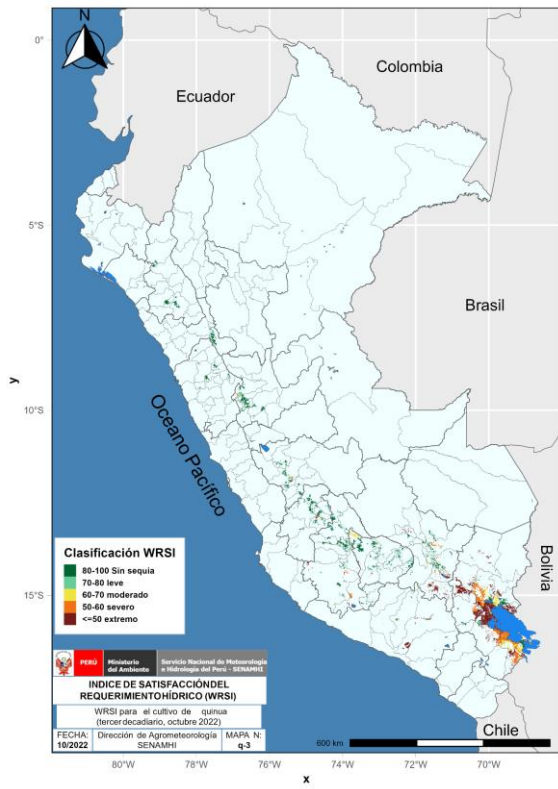 N
0°
Colombia
Ecuador
5°S
Brasil
y
10°S
Oceano Pacífico
Clasificación WRSI
80-100 Sin sequia
70-80 leve
60-70 moderado
50-60 severo
<=50 extremo
15°S
Bolivia
PERÚ
Ministerio
del Ambiente
Servicio Nacional de Meteorología
e Hidrología del Perú - SENAMHI
INDICE DE SATISFACCIÓNDEL
REQUERIMIENTOHÍDRICO (WRSI)
WRSI para el cultivo de quinua
(tercerdecadiario, octubre 2022)
FECHA:
10/2022
Dirección de Agrometeorología
SENAMHI
MAPA N:
q-3
600 km
Chile
80°W
78°W
76°W
74°W
72°W
70°W
x